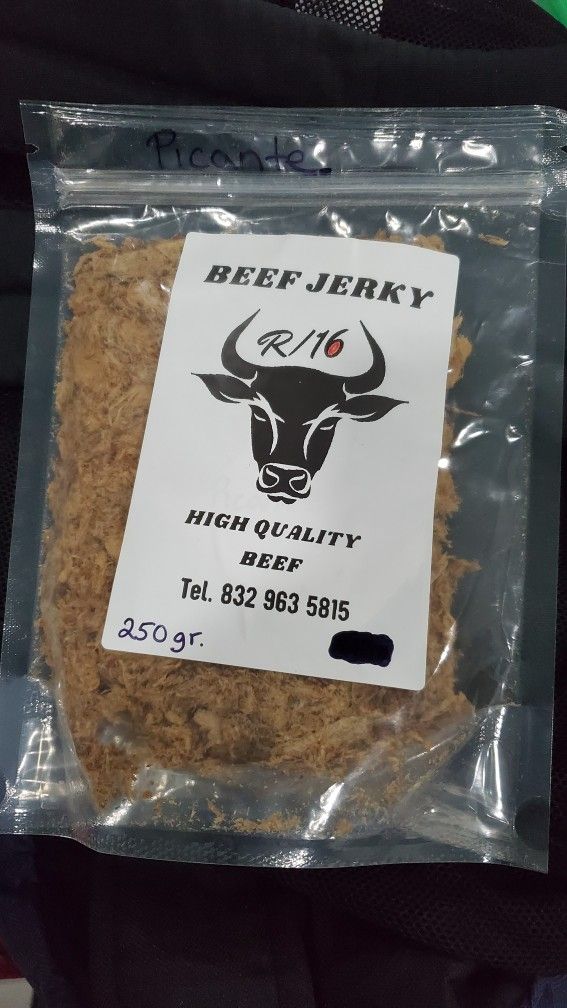 Picante
BEEF JERKY
R/16
HIGH QUALITY
BEEF
Tel. 832 963 5815
250gr.